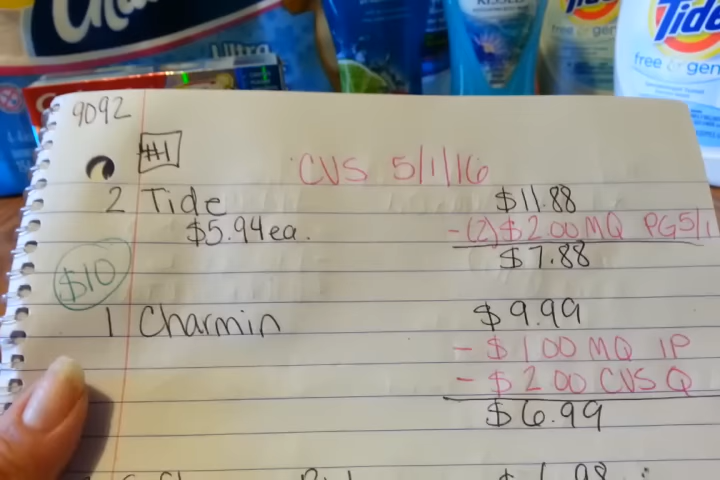 Ultra
Tide
free & gen
9092
#1
CVS 5/1/16
2 Tide $11.88
$5.94 ea. -(2) $2.00 MQ PG 5/1
$7.88
$10
1 Charmin $9.99
- $1.00 MQ IP
- $2.00 CVS Q
$6.99